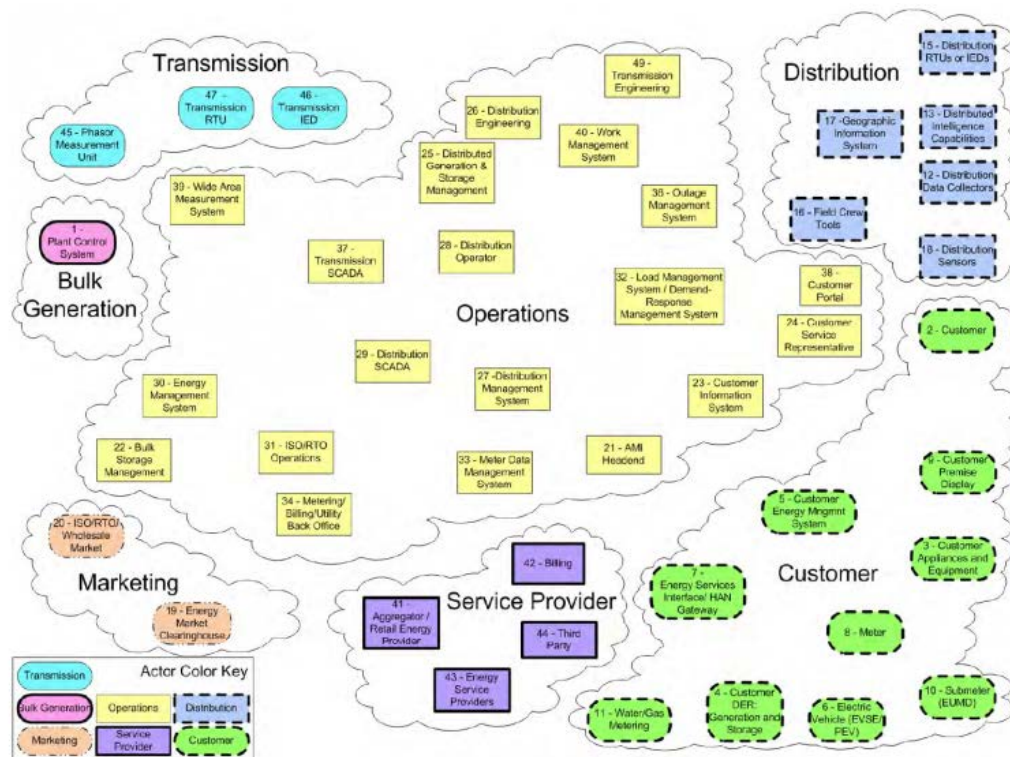 Transmission
47 -
Transmission
RTU
46 -
Transmission
IED
45 - Phasor
Measurement
Unit
1 -
Plant Control
System
Bulk
Generation
Operations
49 -
Transmission
Engineering
26 - Distribution
Engineering
40 - Work
Management
System
25 - Distributed
Generation &
Storage
Management
39 - Wide Area
Measurement
System
36 - Outage
Management
System
37 -
Transmission
SCADA
28 - Distribution
Operator
32 - Load Management
System / Demand-
Response
Management System
38 -
Customer
Portal
24 - Customer
Service
Representative
29 - Distribution
SCADA
27 -Distribution
Management
System
23 - Customer
Information
System
30 - Energy
Management
System
22 - Bulk
Storage
Management
31 - ISO/RTO
Operations
33 - Meter Data
Management
System
21 - AMI
Headend
34 - Metering/
Billing/Utility
Back Office
Distribution
15 - Distribution
RTUs or IEDs
17 -Geographic
Information
System
13 - Distributed
Intelligence
Capabilities
12 - Distribution
Data Collectors
16 - Field Crew
Tools
18 - Distribution
Sensors
Marketing
20 - ISO/RTO/
Wholesale
Market
19 - Energy
Market
Clearinghouse
Service Provider
42 - Billing
41 -
Aggregator /
Retail Energy
Provider
44 - Third
Party
43 - Energy
Service
Providers
Customer
2 - Customer
9 - Customer
Premise
Display
5 - Customer
Energy Mngmnt
System
3 - Customer
Appliances and
Equipment
7 -
Energy Services
Interface/ HAN
Gateway
8 - Meter
10 - Submeter
(EUMD)
4 - Customer
DER:
Generation and
Storage
6 - Electric
Vehicle (EVSE/
PEV)
11 - Water/Gas
Metering
Actor Color Key
Transmission
Bulk Generation
Operations
Distribution
Marketing
Service
Provider
Customer